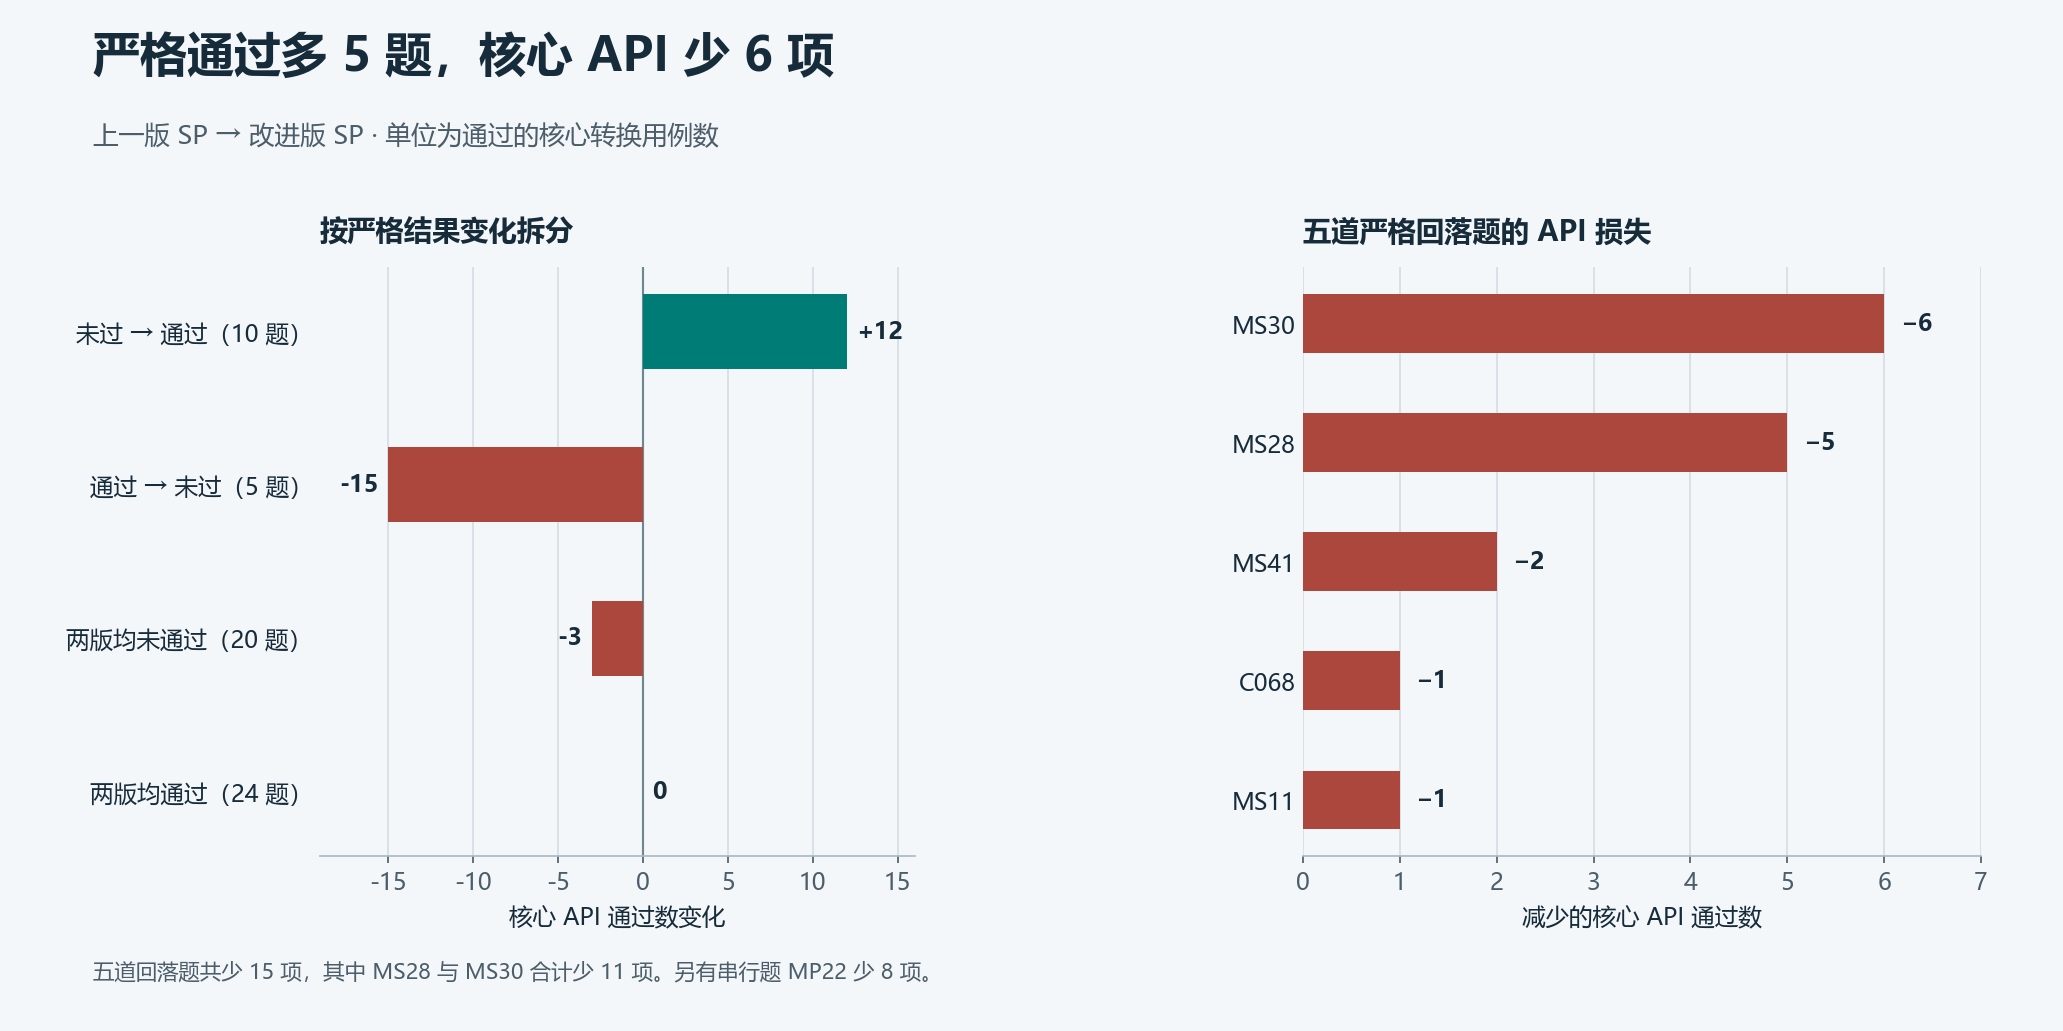 严格通过多 5 题，核心 API 少 6 项
上一版 SP → 改进版 SP · 单位为通过的核心转换用例数
按严格结果变化拆分
未过 → 通过（10 题）
+12
通过 → 未过（5 题）
-15
两版均未通过（20 题）
-3
两版均通过（24 题）
0
-15 -10 -5 0 5 10 15
核心 API 通过数变化
五道严格回落题的 API 损失
MS30
−6
MS28
−5
MS41
−2
C068
−1
MS11
−1
0 1 2 3 4 5 6 7
减少的核心 API 通过数
五道回落题共少 15 项，其中 MS28 与 MS30 合计少 11 项。另有串行题 MP22 少 8 项。